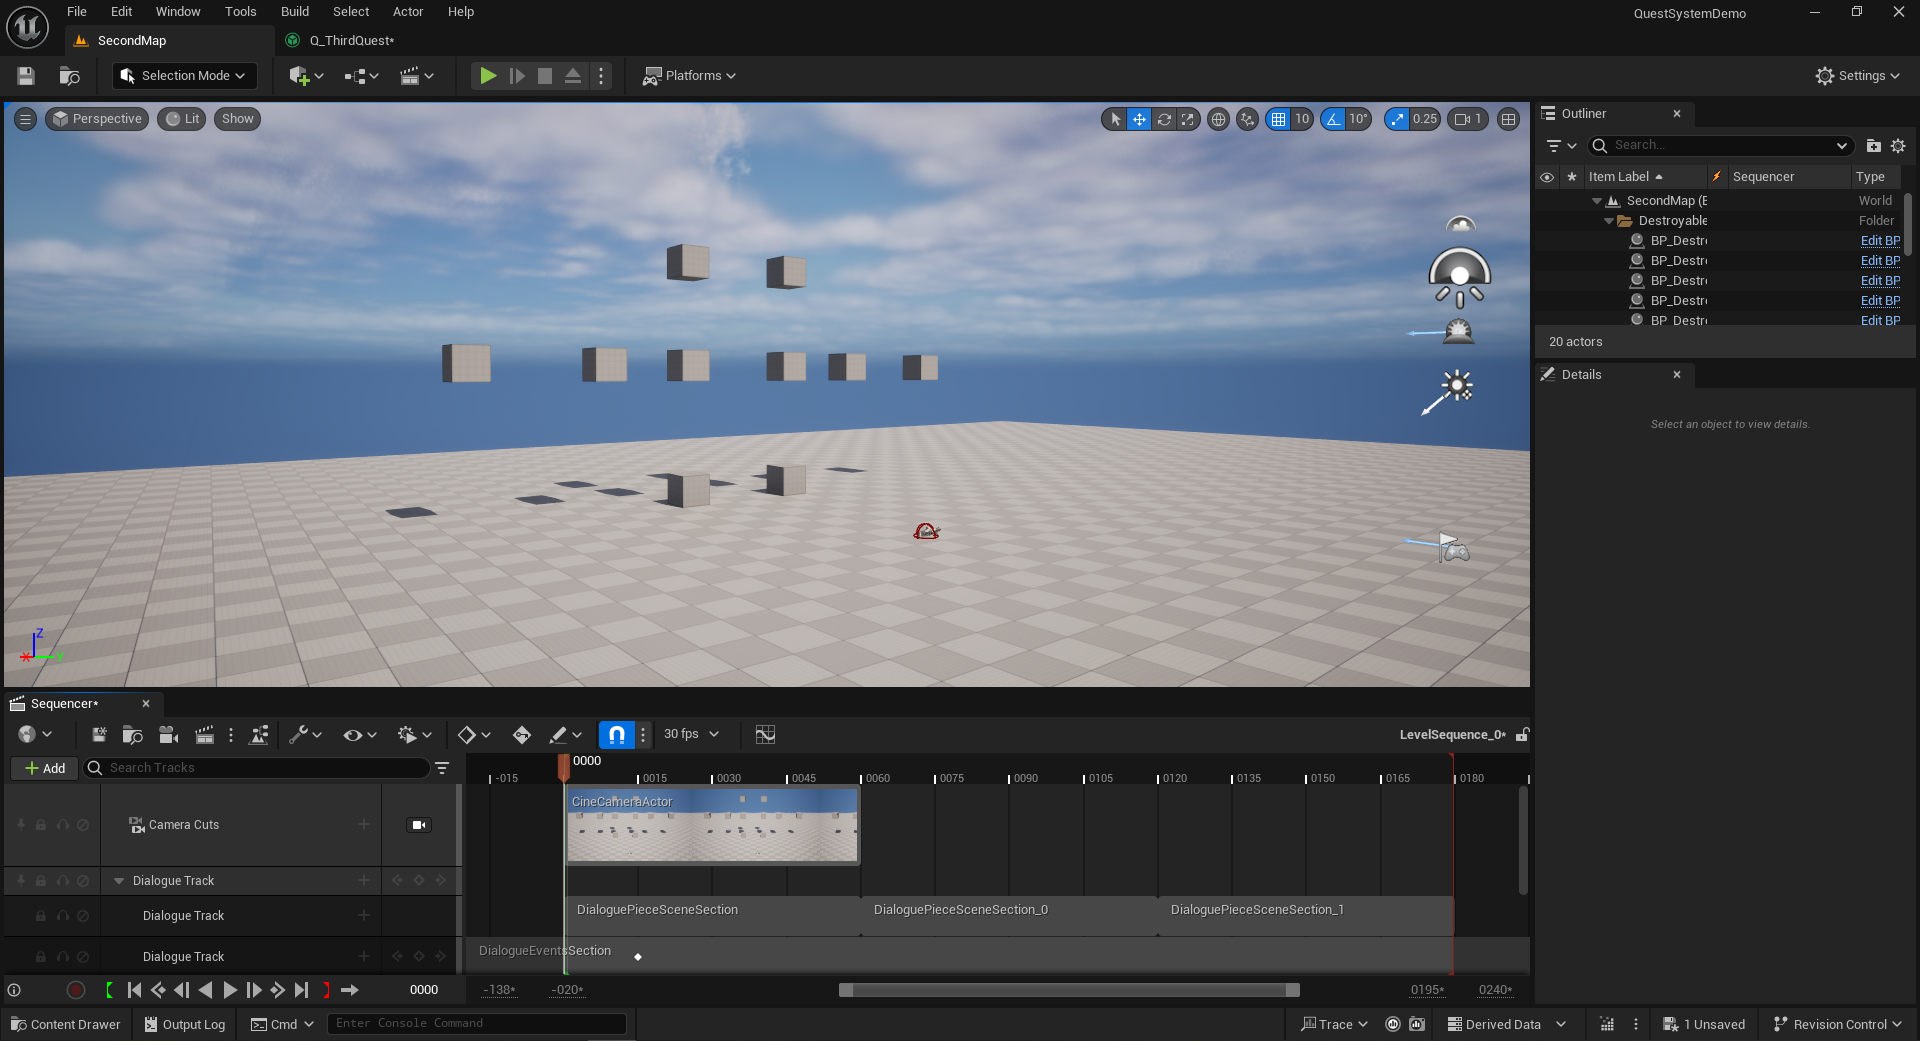 File Edit Window Tools Build Select Actor Help
QuestSystemDemo
SecondMap
Q_ThirdQuest*
Selection Mode
Platforms
Settings
Perspective
Lit
Show
10
10°
0.25
1
Outliner
Search...
Item Label
Sequencer
Type
SecondMap (E
World
Destroyable
Folder
BP_Destr
Edit BP
BP_Destr
Edit BP
BP_Destr
Edit BP
BP_Destr
Edit BP
BP_Destr
Edit BP
20 actors
Details
Select an object to view details.
Z
X
Y
Sequencer*
30 fps
LevelSequence_0*
Add
Search Tracks
0000
-015 0015 0030 0045 0060 0075 0090 0105 0120 0135 0150 0165 0180
Camera Cuts
CineCameraActor
Dialogue Track
Dialogue Track
DialoguePieceSceneSection
DialoguePieceSceneSection_0
DialoguePieceSceneSection_1
Dialogue Track
DialogueEventsSection
0000
-138*
-020*
0195*
0240*
Content Drawer
Output Log
Cmd
Enter Console Command
Trace
Derived Data
1 Unsaved
Revision Control